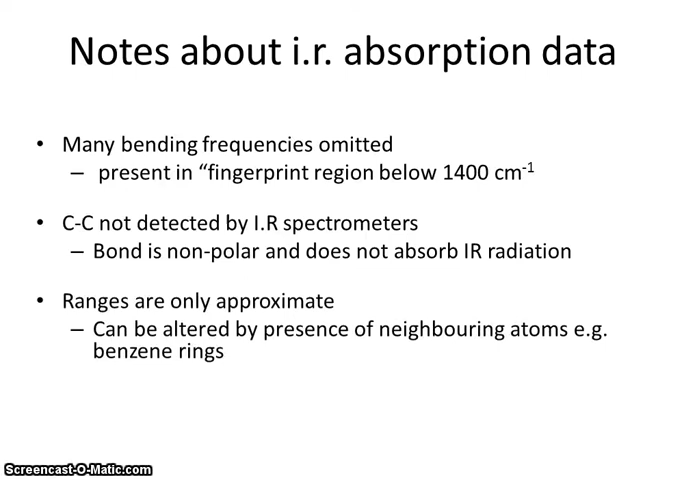 Notes about i.r. absorption data
• Many bending frequencies omitted
– present in “fingerprint region below 1400 cm⁻¹
• C-C not detected by I.R spectrometers
– Bond is non-polar and does not absorb IR radiation
• Ranges are only approximate
– Can be altered by presence of neighbouring atoms e.g.
benzene rings
Screencast-O-Matic.com